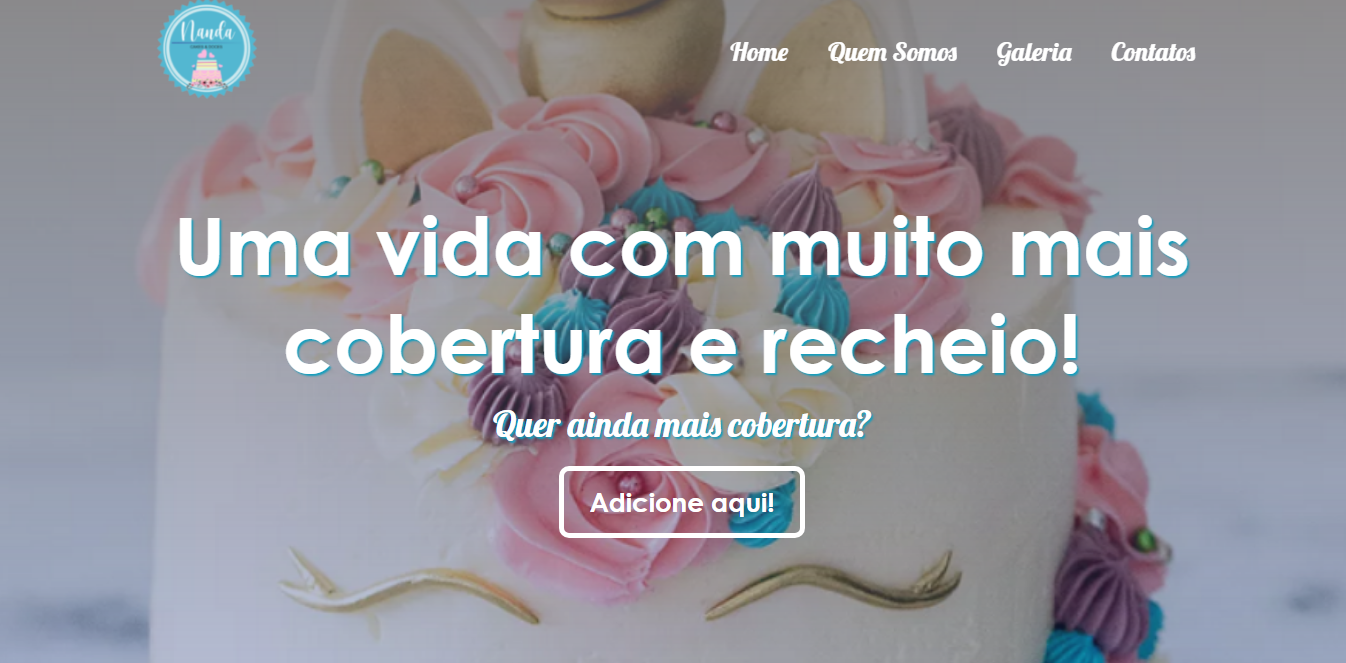 Nanda
Home Quem Somos Galeria Contatos
Uma vida com muito mais
cobertura e recheio!
Quer ainda mais cobertura?
Adicione aqui!